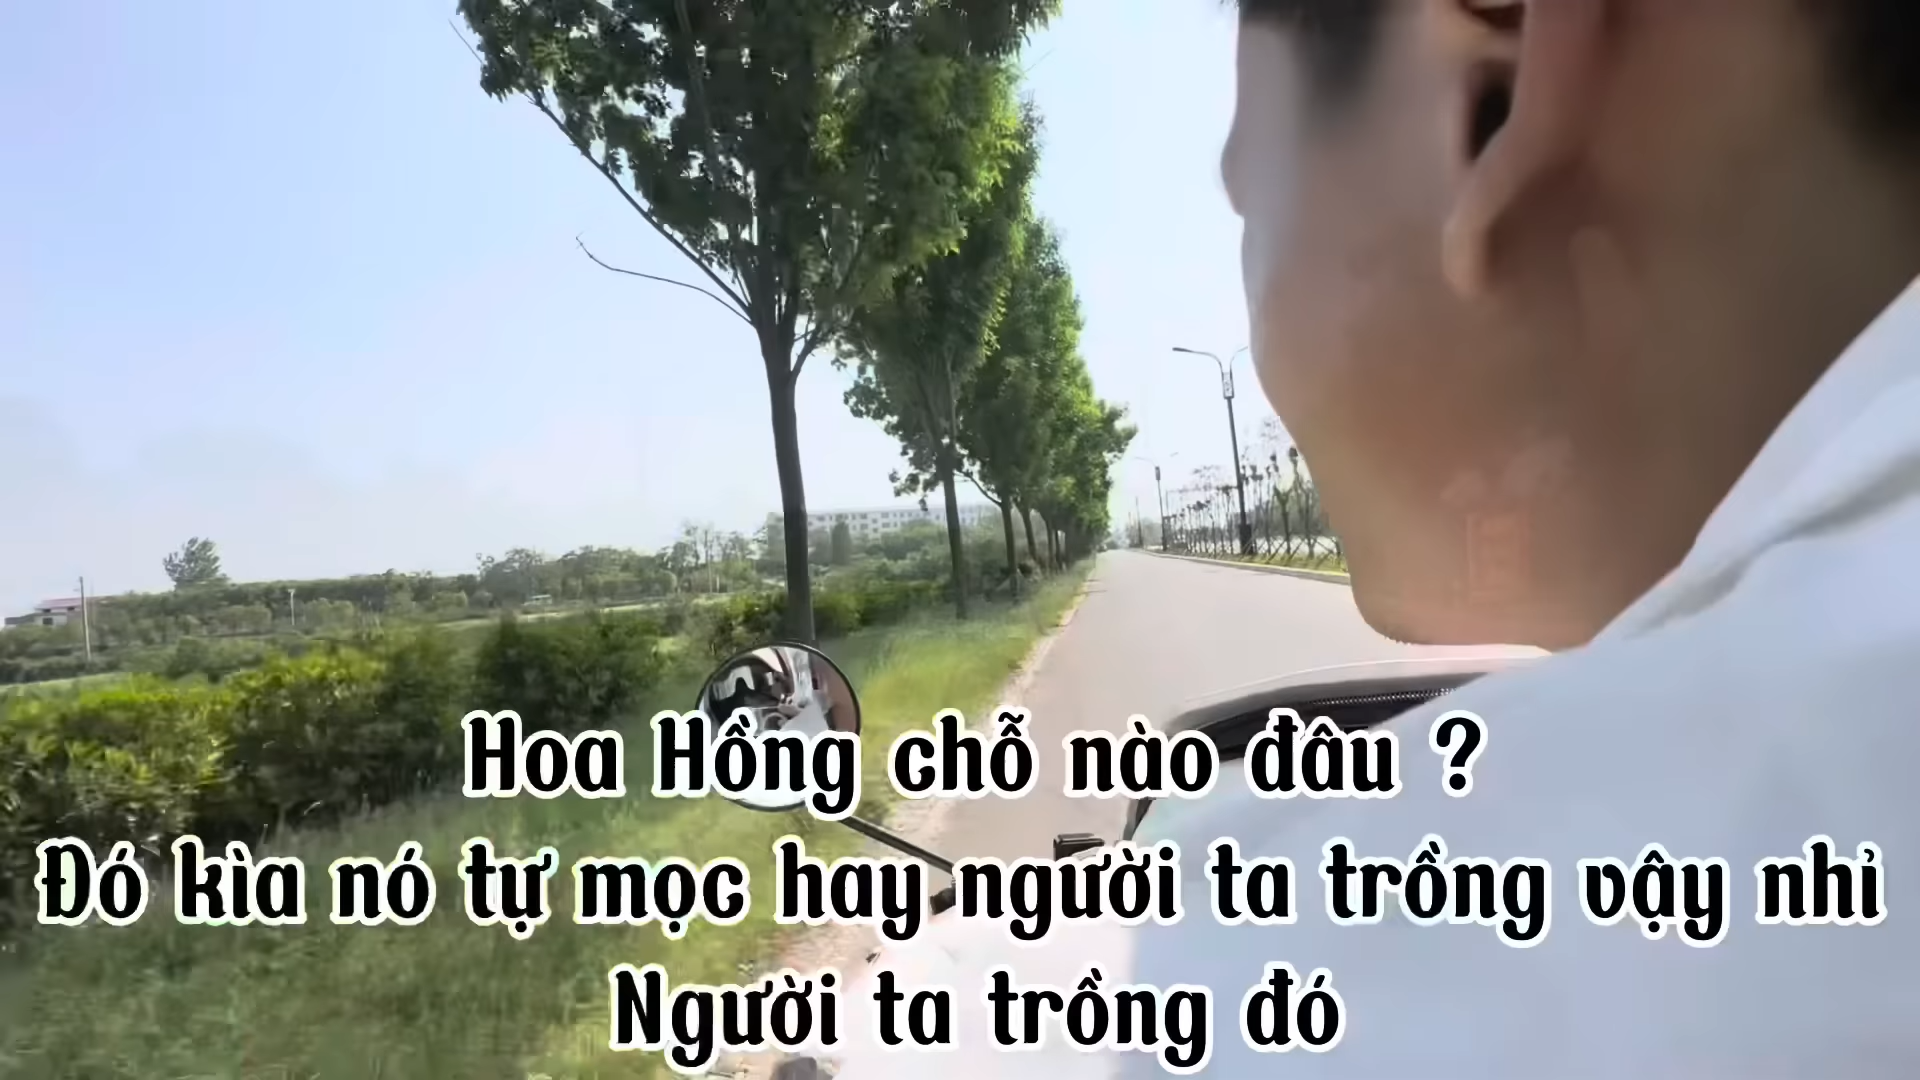 Hoa Hồng chỗ nào đâu ?
Đó kìa nó tự mọc hay người ta trồng vậy nhỉ
Người ta trồng đó